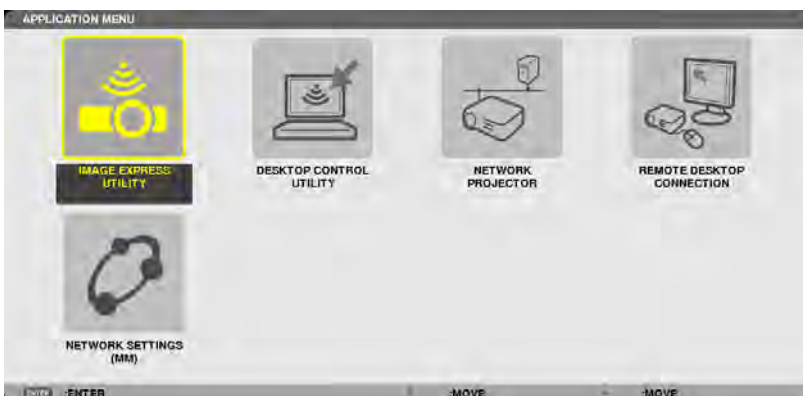 APPLICATION MENU
IMAGE EXPRESS
UTILITY
DESKTOP CONTROL
UTILITY
NETWORK
PROJECTOR
REMOTE DESKTOP
CONNECTION
NETWORK SETTINGS
(MM)
ENTER :ENTER :MOVE :MOVE